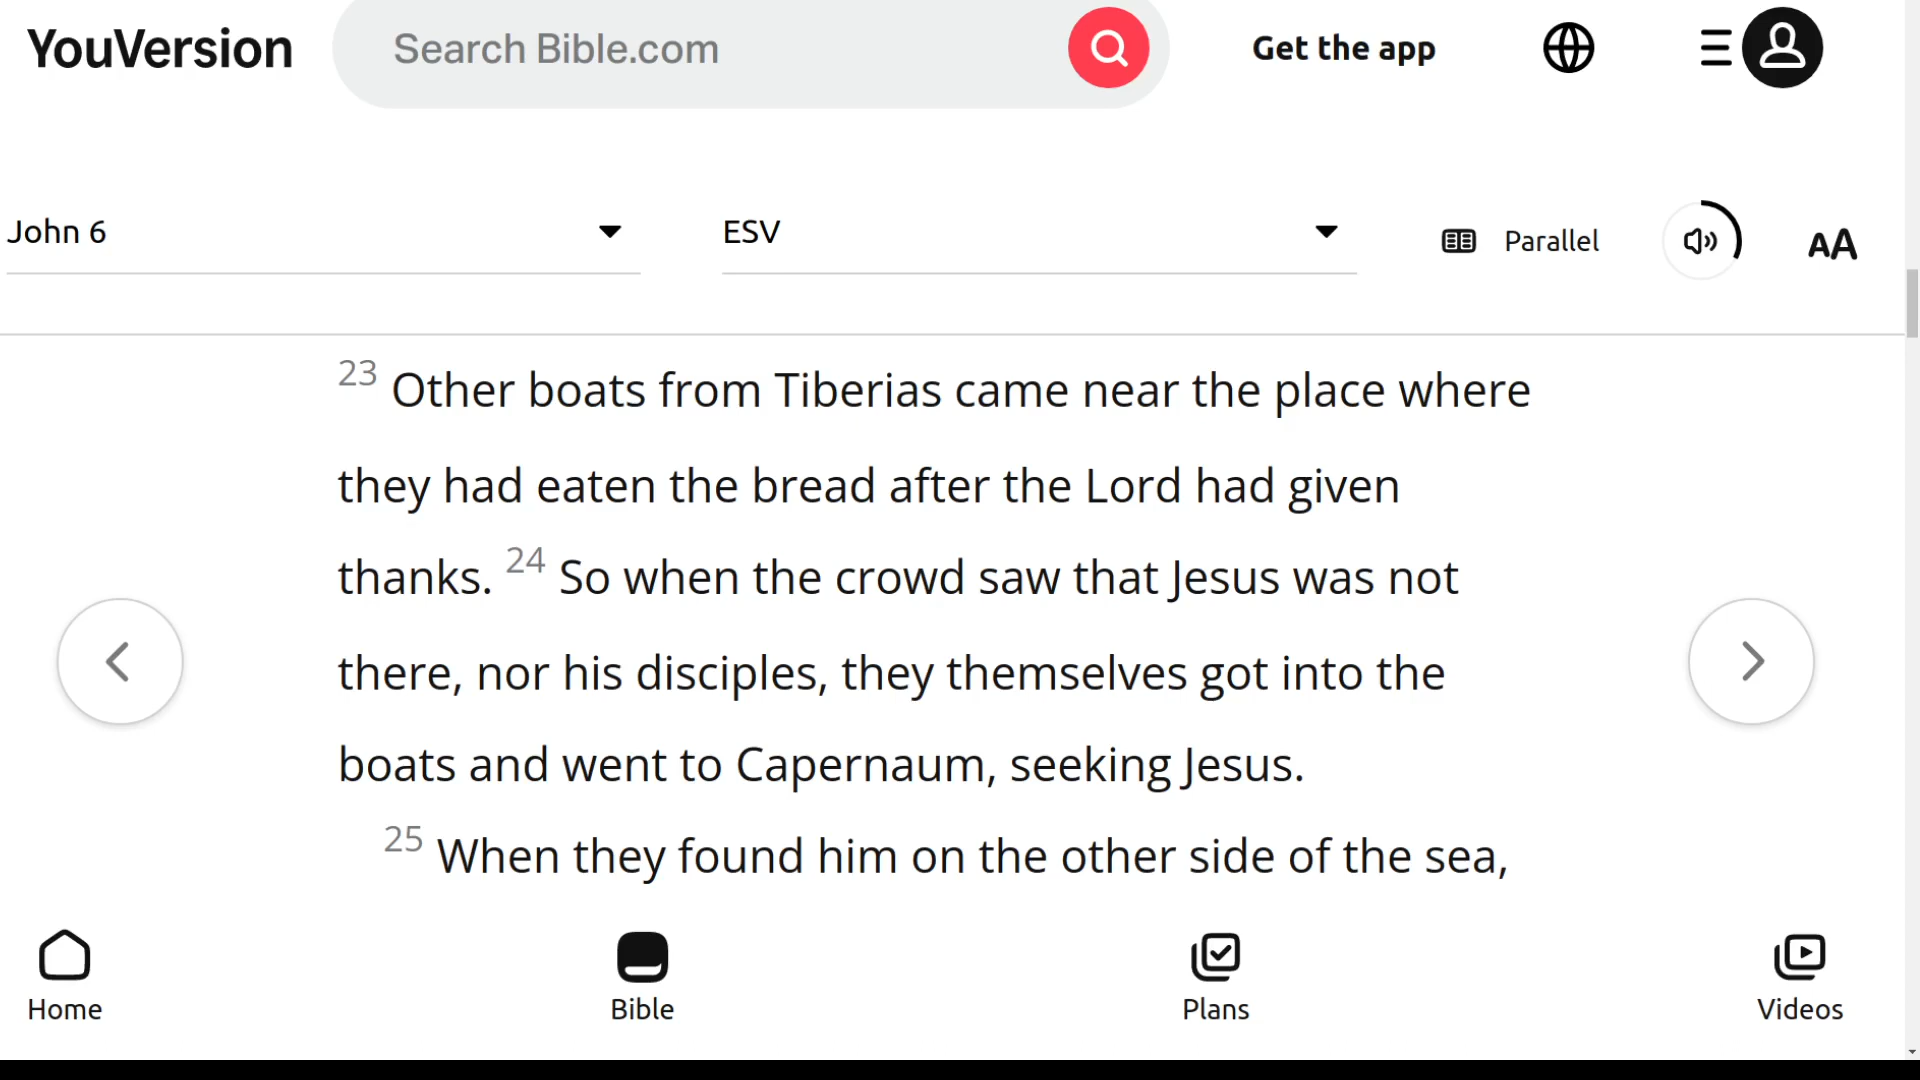 YouVersion
Search Bible.com
Get the app
John 6
ESV
Parallel
AA
23 Other boats from Tiberias came near the place where
they had eaten the bread after the Lord had given
thanks. 24 So when the crowd saw that Jesus was not
there, nor his disciples, they themselves got into the
boats and went to Capernaum, seeking Jesus.
25 When they found him on the other side of the sea,
Home
Bible
Plans
Videos